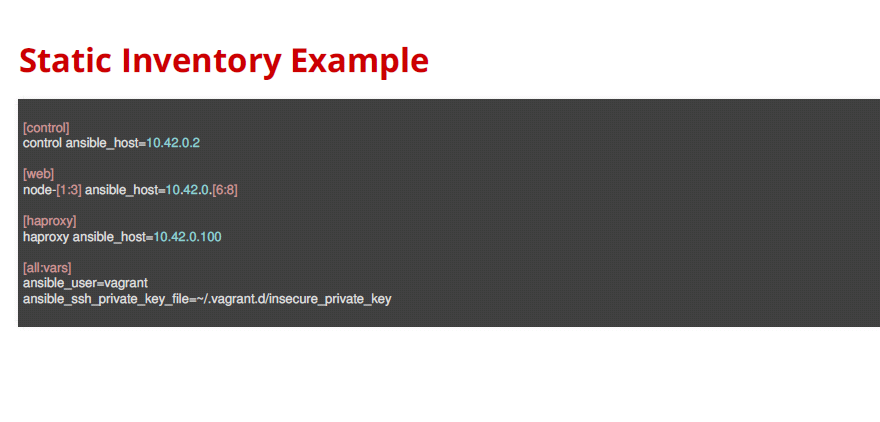 Static Inventory Example
[control]
control ansible_host=10.42.0.2
[web]
node-[1:3] ansible_host=10.42.0.[6:8]
[haproxy]
haproxy ansible_host=10.42.0.100
[all:vars]
ansible_user=vagrant
ansible_ssh_private_key_file=~/.vagrant.d/insecure_private_key